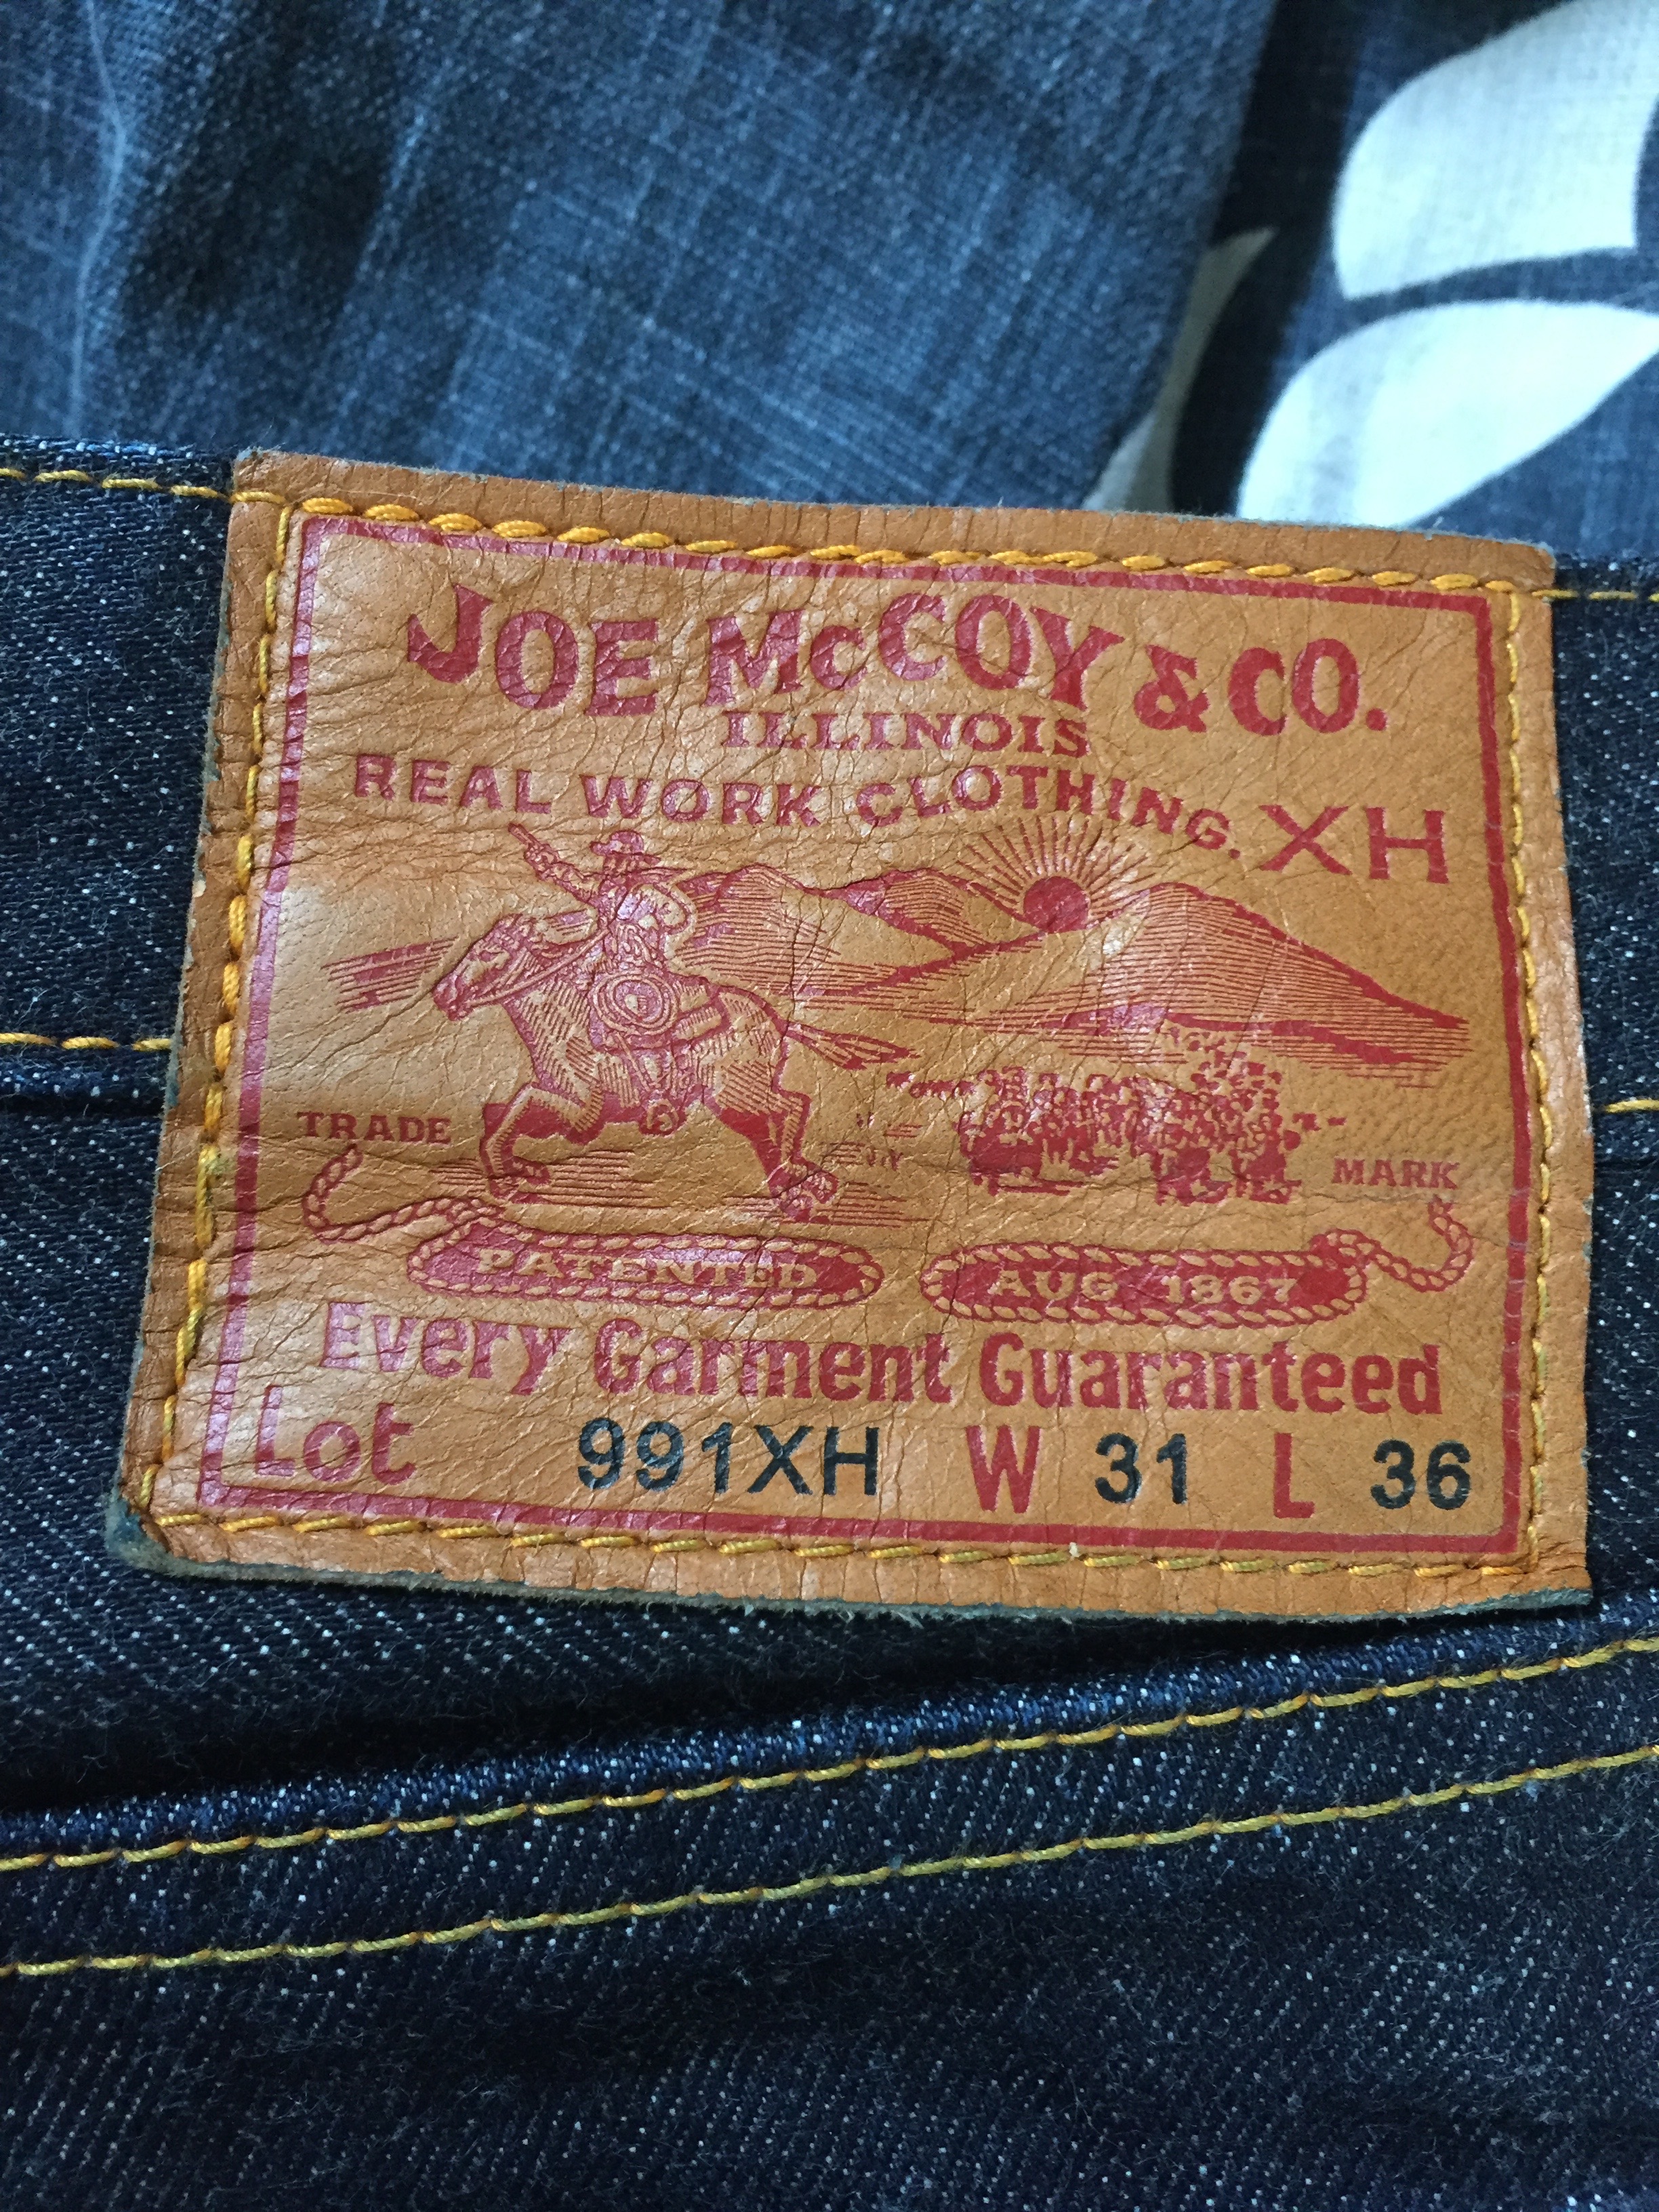 JOE McCOY & CO.
ILLINOIS
REAL WORK CLOTHING. XH
TRADE MARK
PATENTED AUG 1867
Every Garment Guaranteed
Lot 991XH W 31 L 36